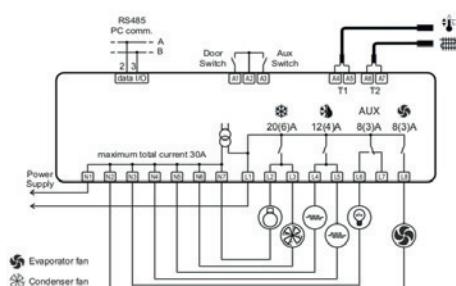 RS485
PC comm.
A
B
2 3
data I/O
Door Switch
Aux Switch
A1 A2 A3
A4 A5 A6 A7
T1 T2
AUX
20(6)A 12(4)A 8(3)A 8(3)A
maximum total current 30A
Power Supply
N1 N2 N3 N4 N5 N6 N7 L1 L2 L3 L4 L5 L6 L7 L8
Evaporator fan
Condenser fan